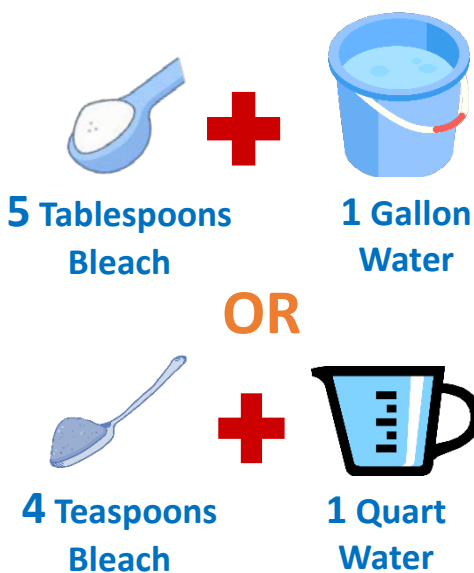 5 Tablespoons
Bleach
1 Gallon
Water
OR
4 Teaspoons
Bleach
1 Quart
Water